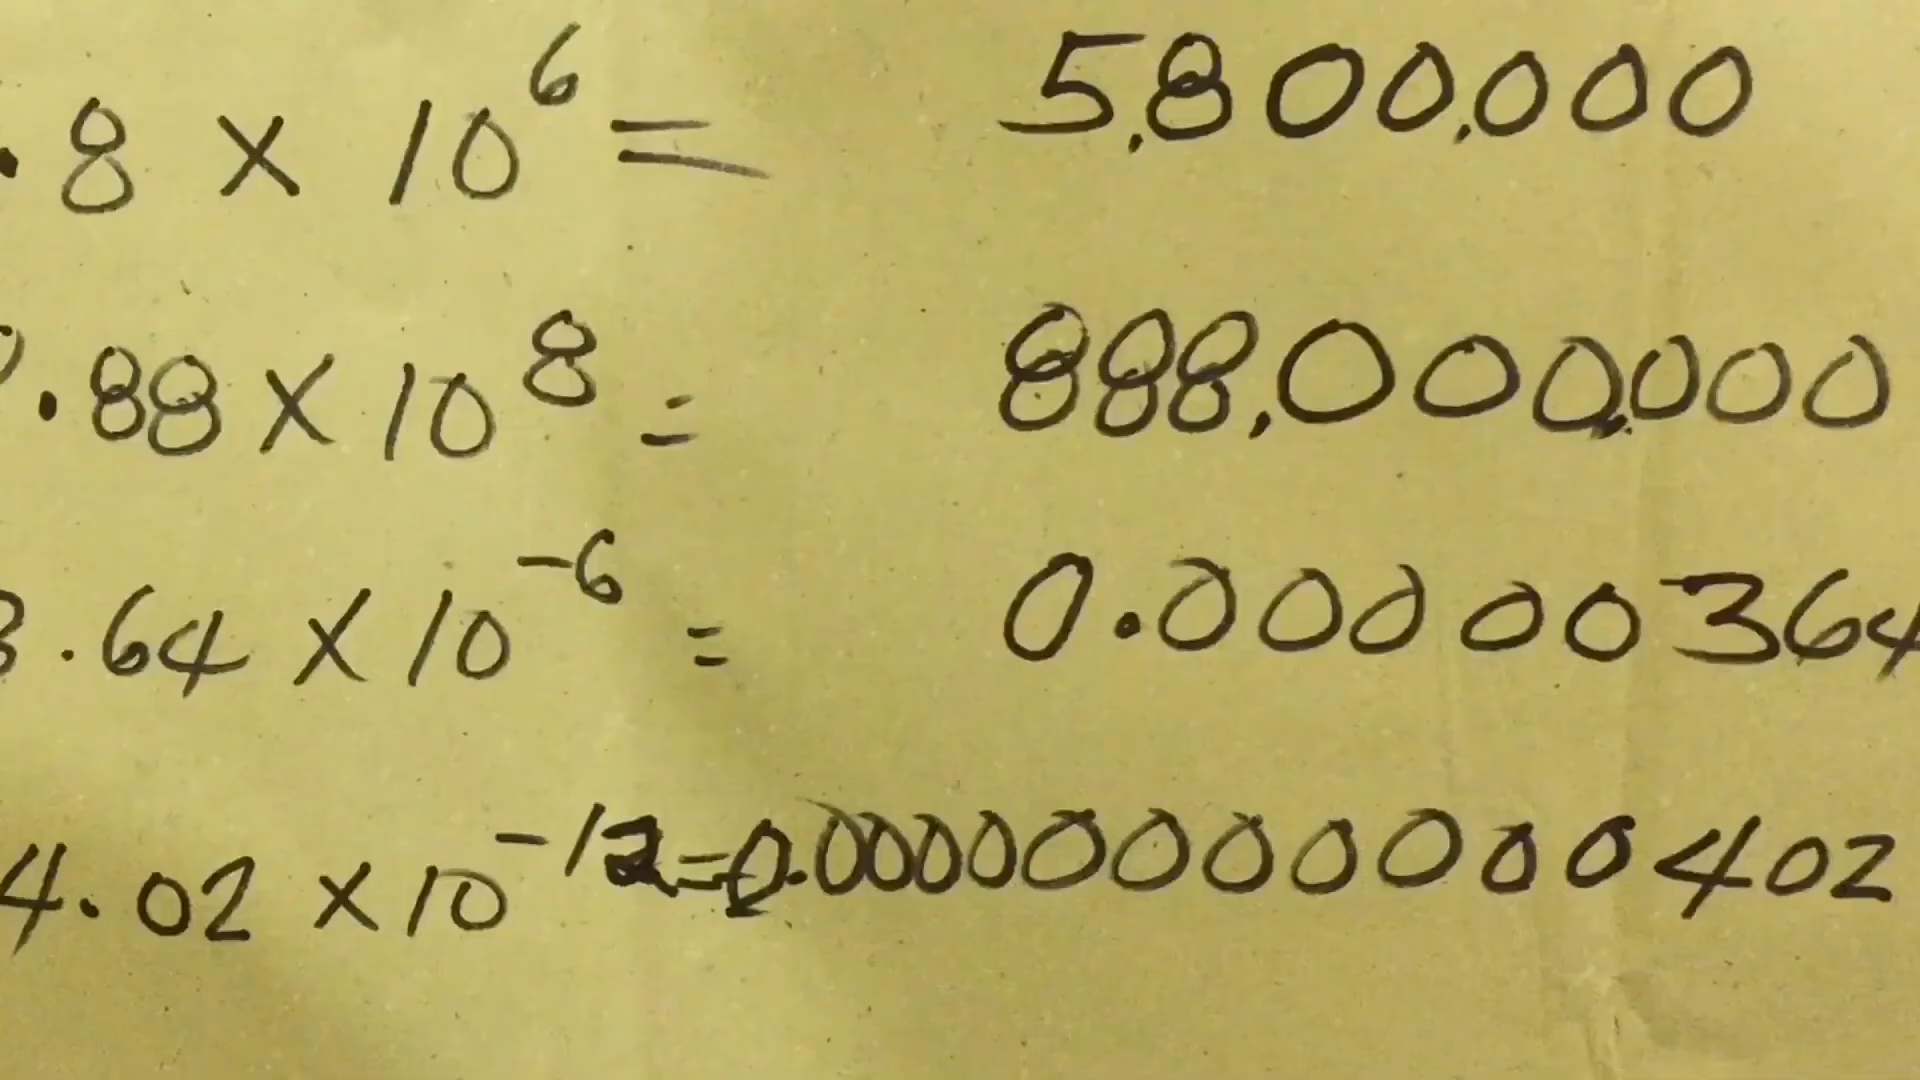 .8 × 10⁶ = 5,800,000
.88 × 10⁸ = 888,000,000
3.64 × 10⁻⁶ = 0.00000364
4.02 × 10⁻¹² = 0.00000000000402